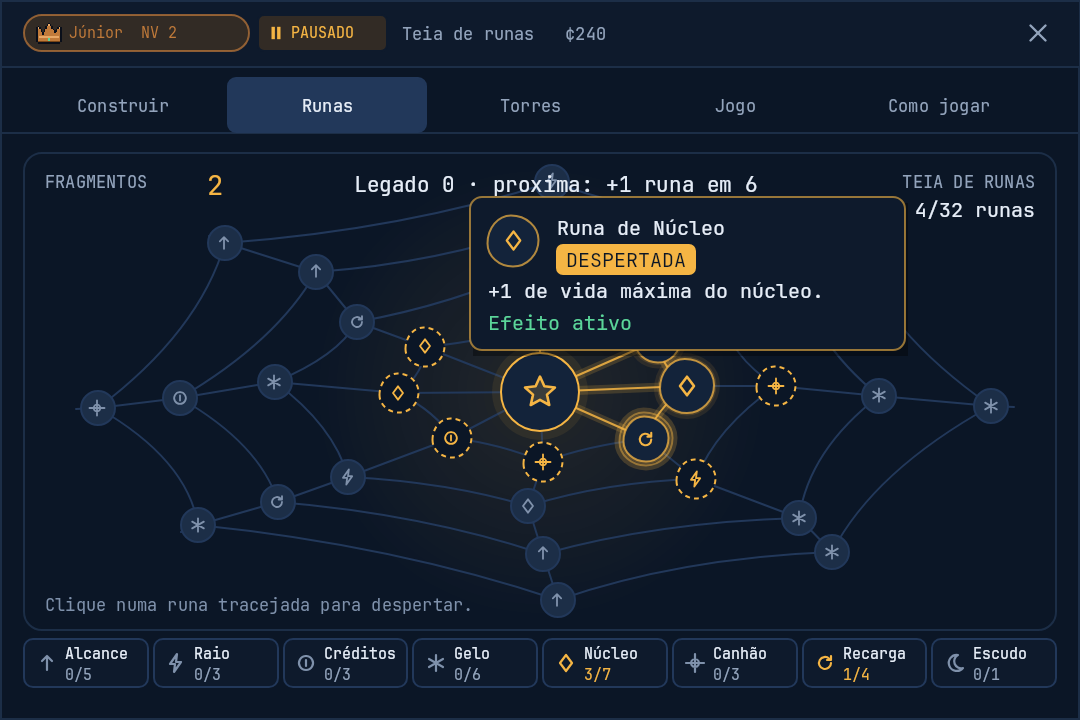 Júnior NV 2
PAUSADO
Teia de runas
₵240
Construir
Runas
Torres
Jogo
Como jogar
FRAGMENTOS 2
Legado 0 · proxima: +1 runa em 6
TEIA DE RUNAS
4/32 runas
Runa de Núcleo
DESPERTADA
+1 de vida máxima do núcleo.
Efeito ativo
Clique numa runa tracejada para despertar.
Alcance
0/5
Raio
0/3
Créditos
0/3
Gelo
0/6
Núcleo
3/7
Canhão
0/3
Recarga
1/4
Escudo
0/1